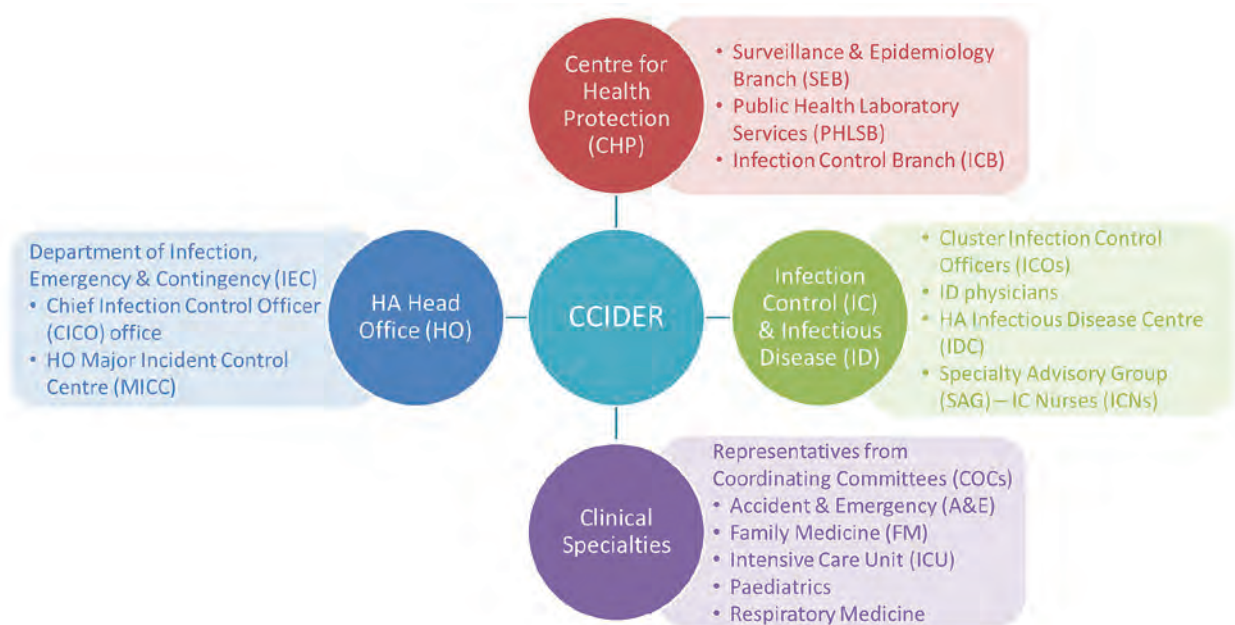 Centre for
Health
Protection
(CHP)
• Surveillance & Epidemiology
Branch (SEB)
• Public Health Laboratory
Services (PHLSB)
• Infection Control Branch (ICB)
Department of Infection,
Emergency & Contingency (IEC)
• Chief Infection Control Officer
(CICO) office
• HO Major Incident Control
Centre (MICC)
HA Head
Office (HO)
CCIDER
Infection
Control (IC)
& Infectious
Disease (ID)
• Cluster Infection Control
Officers (ICOs)
• ID physicians
• HA Infectious Disease Centre
(IDC)
• Specialty Advisory Group
(SAG) – IC Nurses (ICNs)
Clinical
Specialties
Representatives from
Coordinating Committees (COCs)
• Accident & Emergency (A&E)
• Family Medicine (FM)
• Intensive Care Unit (ICU)
• Paediatrics
• Respiratory Medicine